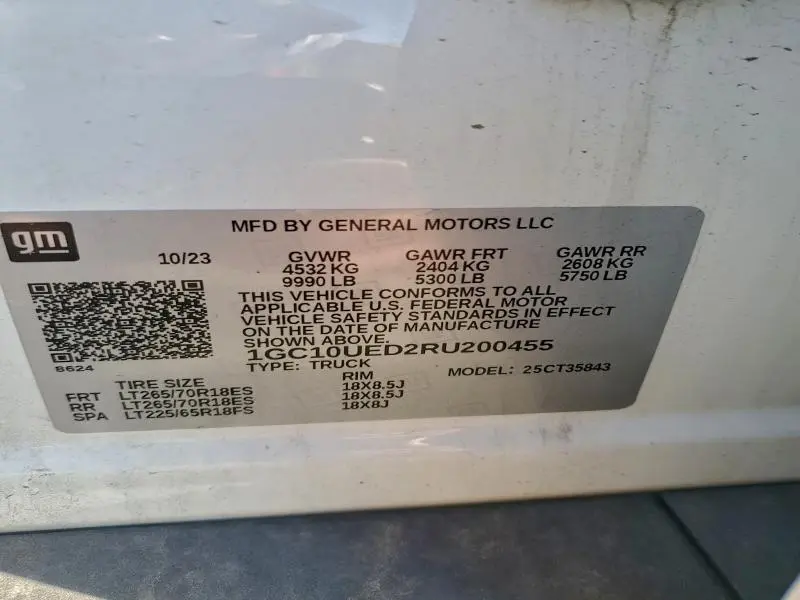 gm
MFD BY GENERAL MOTORS LLC
10/23 GVWR GAWR FRT GAWR RR
4532 KG 2404 KG 2608 KG
9990 LB 5300 LB 5750 LB
THIS VEHICLE CONFORMS TO ALL
APPLICABLE U.S. FEDERAL MOTOR
VEHICLE SAFETY STANDARDS IN EFFECT
ON THE DATE OF MANUFACTURE
SHOWN ABOVE.
1GC10UED2RU200455
TYPE: TRUCK MODEL: 25CT35843
B624
TIRE SIZE RIM
FRT LT265/70R18ES 18X8.5J
RR LT265/70R18ES 18X8.5J
SPA LT225/65R18FS 18X8J